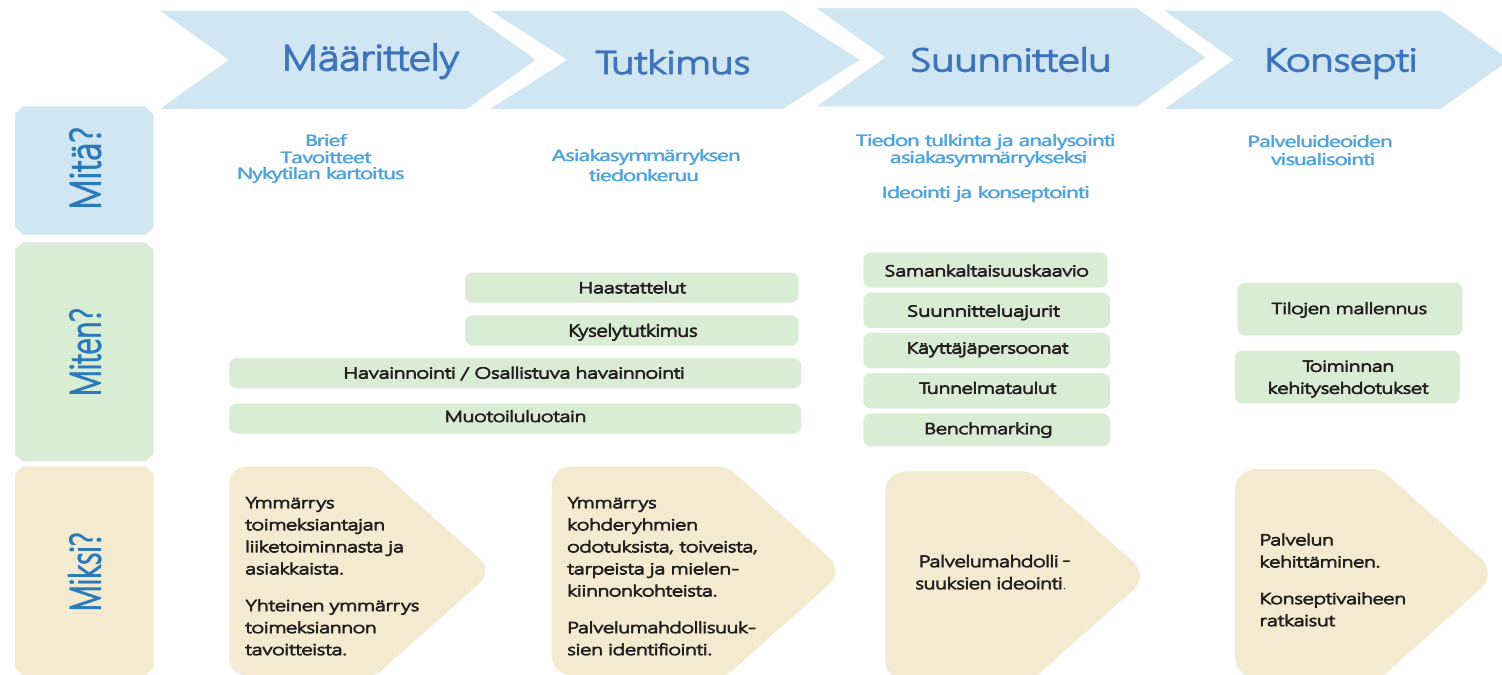 Määrittely
Tutkimus
Suunnittelu
Konsepti
Mitä?
Brief
Tavoitteet
Nykytilan kartoitus
Asiakasymmärryksen
tiedonkeruu
Tiedon tulkinta ja analysointi
asiakasymmärrykseksi
Ideointi ja konseptointi
Palveluideoiden
visualisointi
Miten?
Haastattelut
Kyselytutkimus
Havainnointi / Osallistuva havainnointi
Muotoiluluotain
Samankaltaisuuskaavio
Suunnitteluajurit
Käyttäjäpersoonat
Tunnelmataulut
Benchmarking
Tilojen mallennus
Toiminnan
kehitysehdotukset
Miksi?
Ymmärrys
toimeksiantajan
liiketoiminnasta ja
asiakkaista.
Yhteinen ymmärrys
toimeksiannon
tavoitteista.
Ymmärrys
kohderyhmien
odotuksista, toiveista,
tarpeista ja mielen-
kiinnonkohteista.
Palvelumahdollisuuk-
sien identifiointi.
Palvelumahdolli -
suuksien ideointi.
Palvelun
kehittäminen.
Konseptivaiheen
ratkaisut